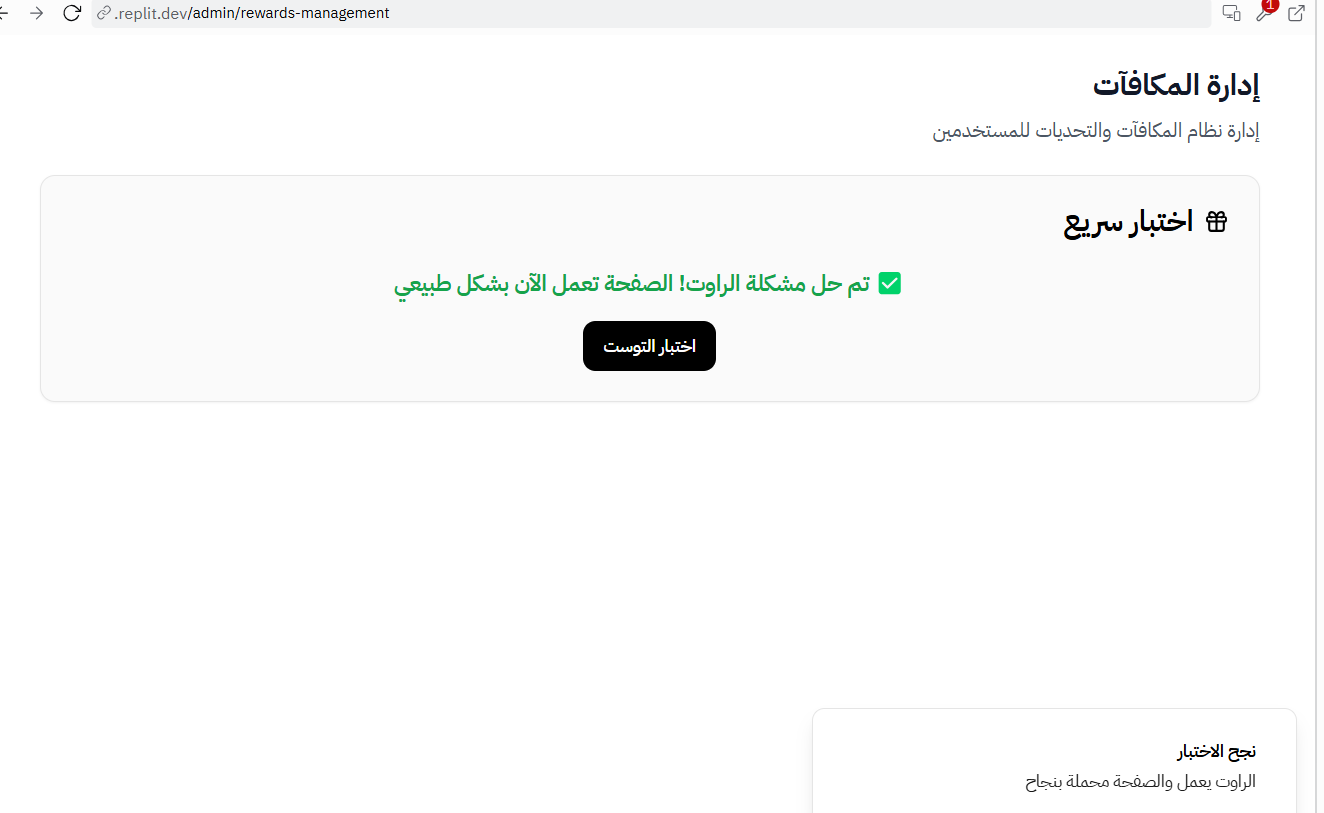 .replit.dev/admin/rewards-management
1
إدارة المكافآت
إدارة نظام المكافآت والتحديات للمستخدمين
اختبار سريع
✅ تم حل مشكلة الراوت! الصفحة تعمل الآن بشكل طبيعي
اختبار التوست
نجح الاختبار
الراوت يعمل والصفحة محملة بنجاح